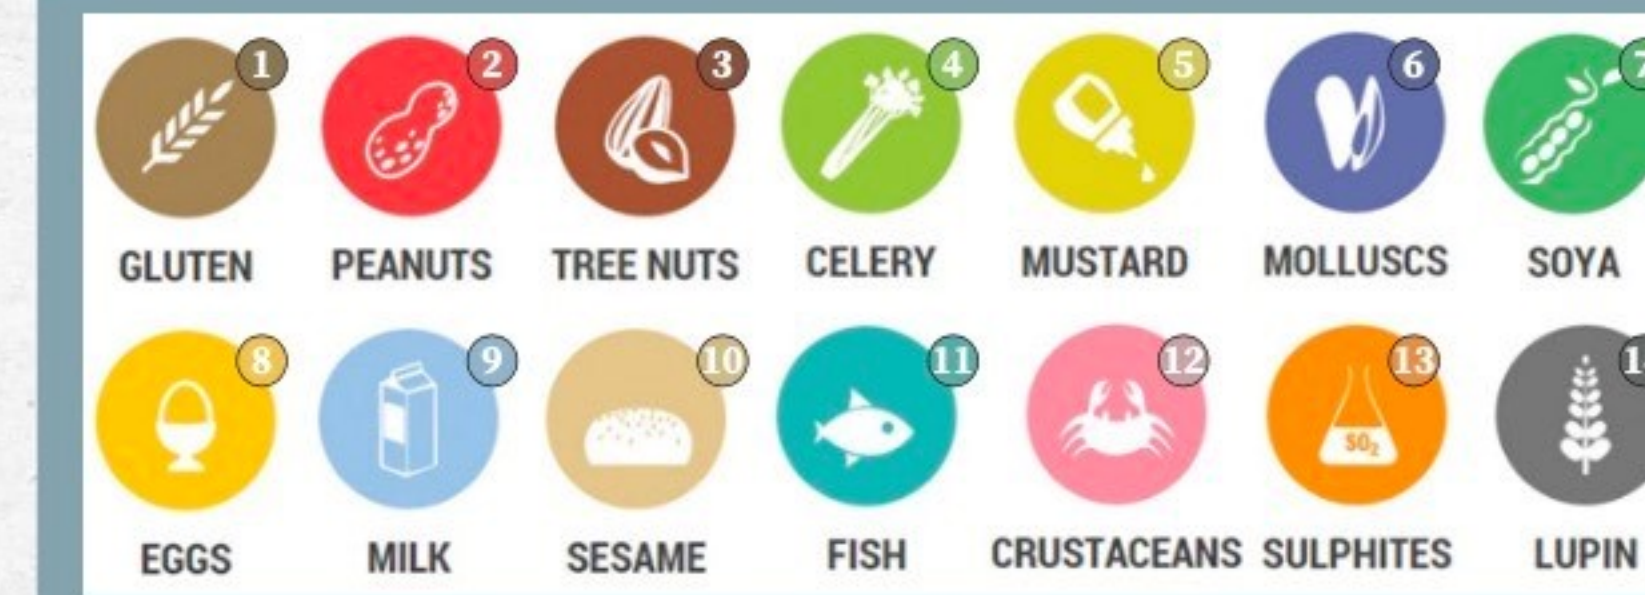 1 2 3 4 5 6 7
GLUTEN PEANUTS TREE NUTS CELERY MUSTARD MOLLUSCS SOYA
8 9 10 11 12 13
SO2
EGGS MILK SESAME FISH CRUSTACEANS SULPHITES LUPIN